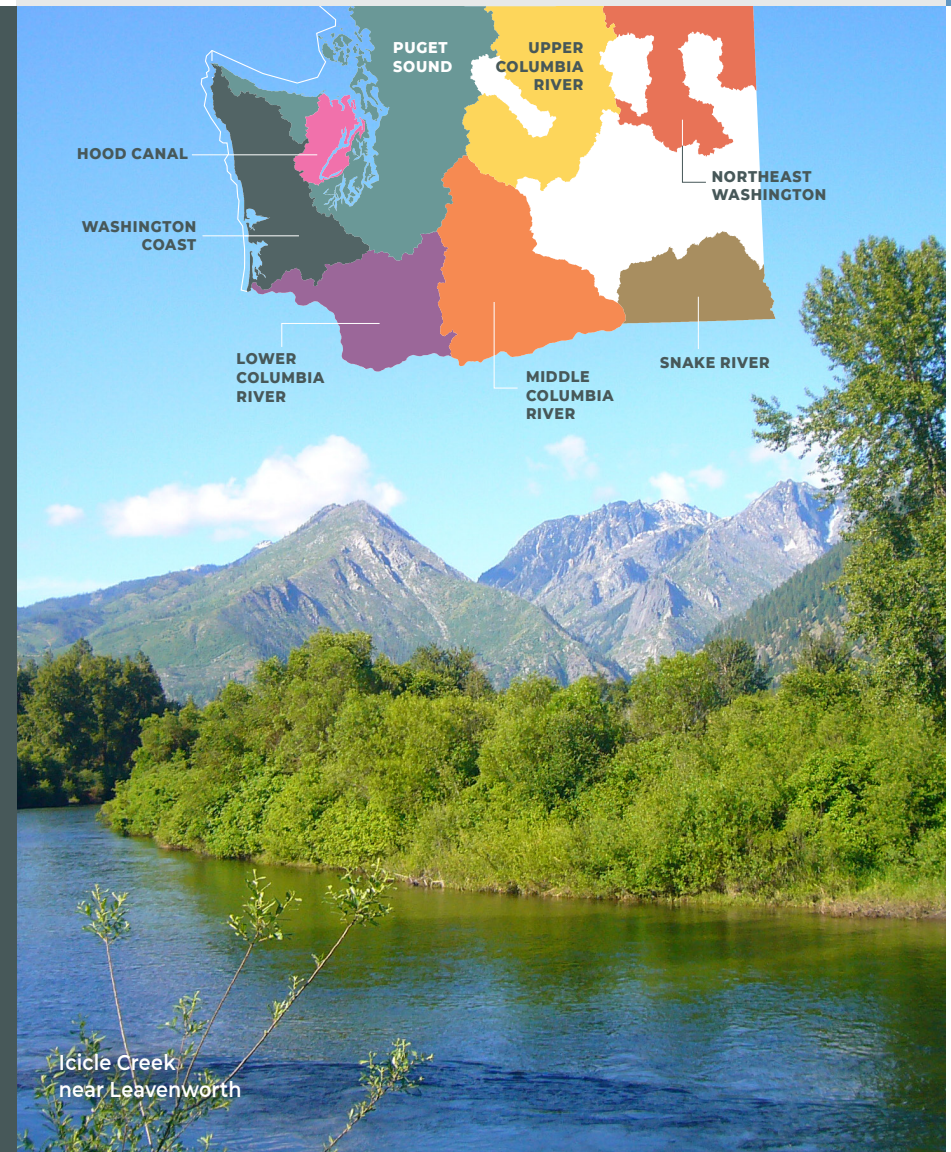 PUGET
SOUND
UPPER
COLUMBIA
RIVER
HOOD CANAL
NORTHEAST
WASHINGTON
WASHINGTON
COAST
LOWER
COLUMBIA
RIVER
MIDDLE
COLUMBIA
RIVER
SNAKE RIVER
Icicle Creek
near Leavenworth